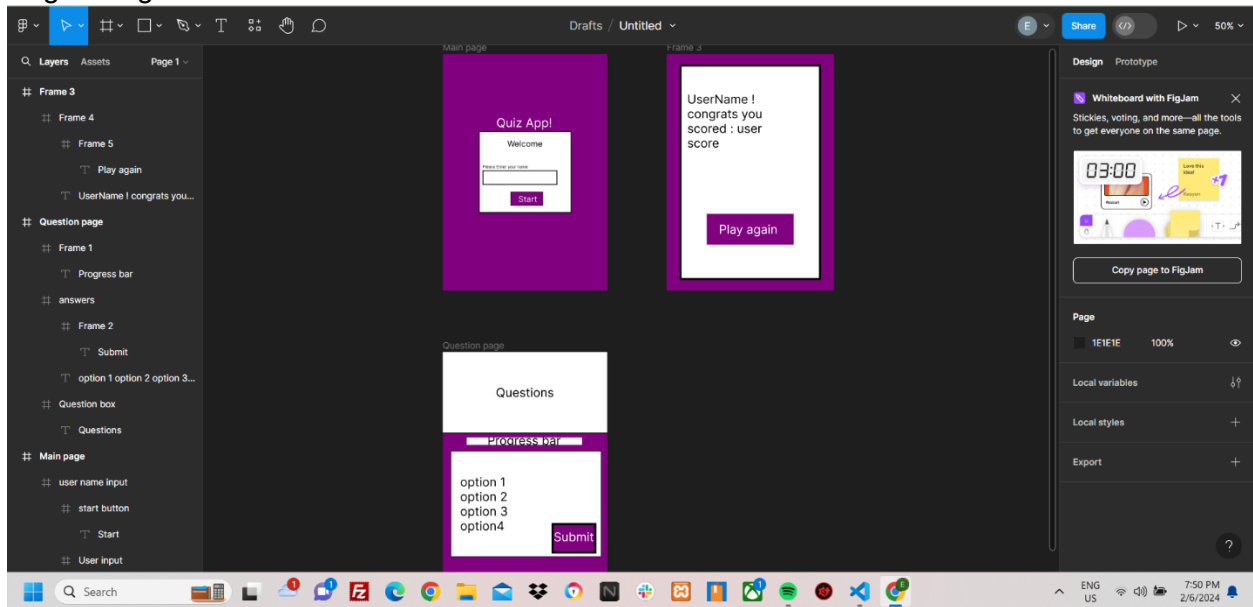 Drafts / Untitled
E
Share
50%
Layers Assets Page 1
Frame 3
Frame 4
Frame 5
Play again
UserName ! congrats you...
Question page
Frame 1
Progress bar
answers
Frame 2
Submit
option 1 option 2 option 3...
Question box
Questions
Main page
user name input
start button
Start
User input
Main page
Quiz App!
Welcome
Please Enter your name
Start
Frame 3
UserName !
congrats you
scored : user
score
Play again
Question page
Questions
Progress bar
option 1
option 2
option 3
option4
Submit
Design Prototype
Whiteboard with FigJam
Stickies, voting, and more—all the tools
to get everyone on the same page.
03:00
Copy page to FigJam
Page
1E1E1E 100%
Local variables
Local styles
Export
?
Search
ENG
US
7:50 PM
2/6/2024